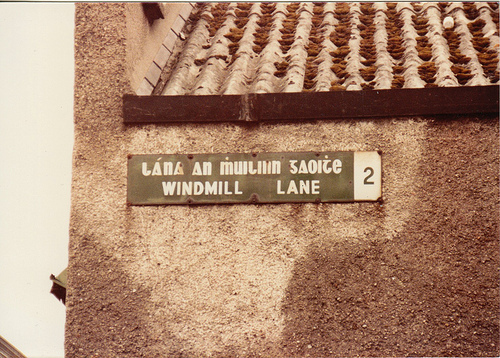 Lána an ṁuilinn gaoiṫe
WINDMILL LANE 2